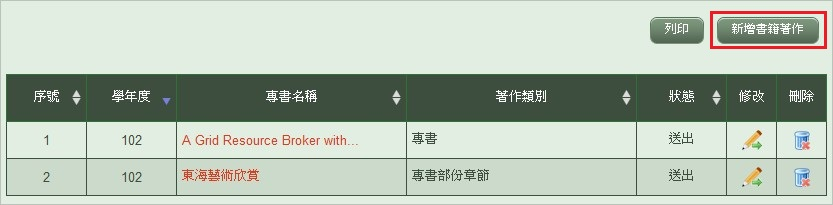 列印 新增書籍著作
序號 學年度 專書名稱 著作類別 狀態 修改 刪除
1 102 A Grid Resource Broker with... 專書 送出
2 102 東海藝術欣賞 專書部份章節 送出